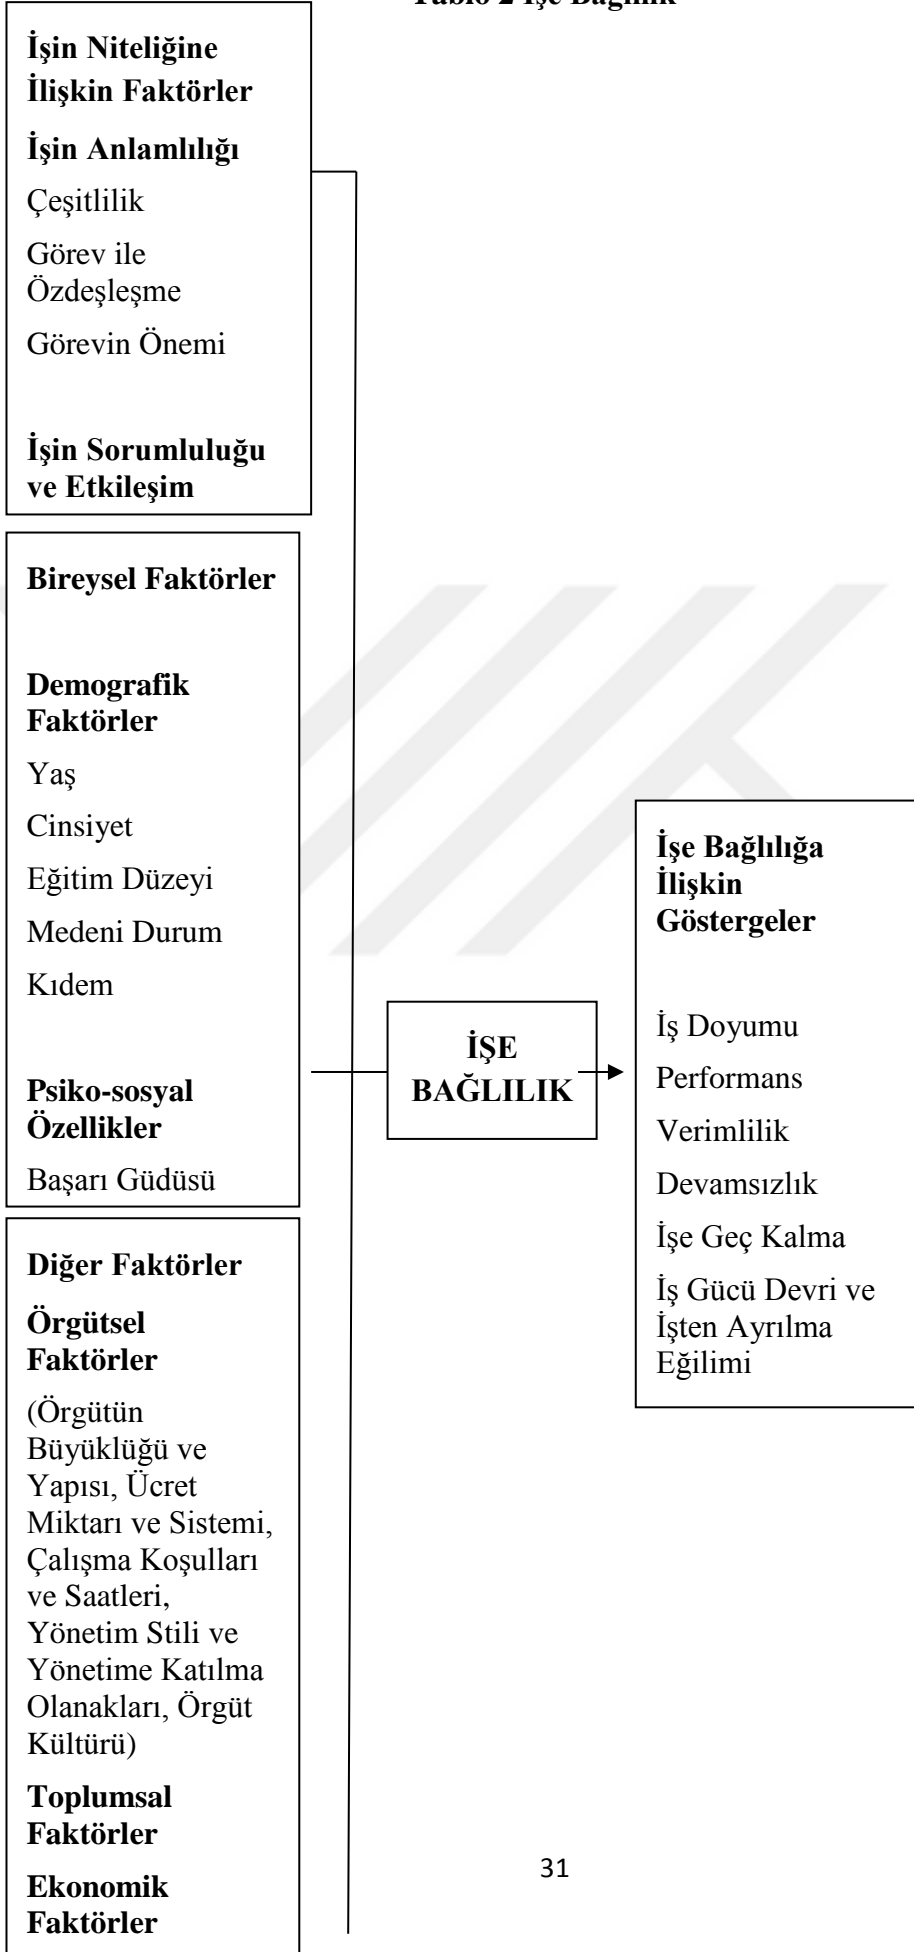 Tablo 2 İşe Bağlılık
İşin Niteliğine
İlişkin Faktörler
İşin Anlamlılığı
Çeşitlilik
Görev ile
Özdeşleşme
Görevin Önemi
İşin Sorumluluğu
ve Etkileşim
Bireysel Faktörler
Demografik
Faktörler
Yaş
Cinsiyet
Eğitim Düzeyi
Medeni Durum
Kıdem
Psiko-sosyal
Özellikler
Başarı Güdüsü
Diğer Faktörler
Örgütsel
Faktörler
(Örgütün
Büyüklüğü ve
Yapısı, Ücret
Miktarı ve Sistemi,
Çalışma Koşulları
ve Saatleri,
Yönetim Stili ve
Yönetime Katılma
Olanakları, Örgüt
Kültürü)
Toplumsal
Faktörler
Ekonomik
Faktörler
İŞE
BAĞLILIK
İşe Bağlılığa
İlişkin
Göstergeler
İş Doyumu
Performans
Verimlilik
Devamsızlık
İşe Geç Kalma
İş Gücü Devri ve
İşten Ayrılma
Eğilimi
31